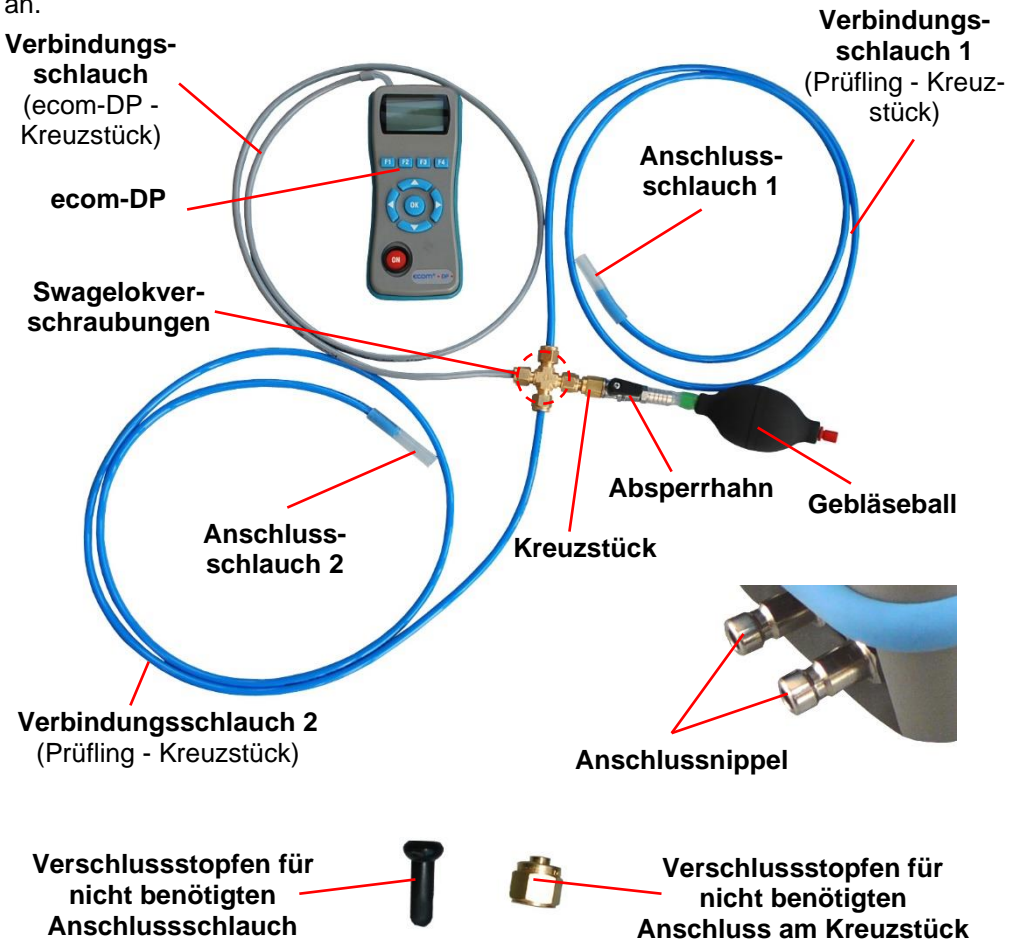 an.
Verbindungs-
schlauch
(ecom-DP -
Kreuzstück)
ecom-DP
Swagelokver-
schraubungen
Verbindungs-
schlauch 1
(Prüfling - Kreuz-
stück)
Anschluss-
schlauch 1
F1 F2 F3 F4
OK
ON
ecom® • DP
Absperrhahn
Gebläseball
Kreuzstück
Anschluss-
schlauch 2
Verbindungsschlauch 2
(Prüfling - Kreuzstück)
Anschlussnippel
Verschlussstopfen für
nicht benötigten
Anschlussschlauch
Verschlussstopfen für
nicht benötigten
Anschluss am Kreuzstück